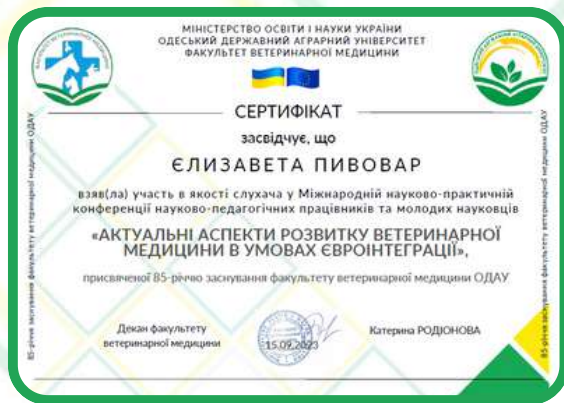 МІНІСТЕРСТВО ОСВІТИ І НАУКИ УКРАЇНИ
ОДЕСЬКИЙ ДЕРЖАВНИЙ АГРАРНИЙ УНІВЕРСИТЕТ
ФАКУЛЬТЕТ ВЕТЕРИНАРНОЇ МЕДИЦИНИ
СЕРТИФІКАТ
засвідчує, що
ЄЛИЗАВЕТА ПИВОВАР
взяв(ла) участь в якості слухача у Міжнародній науково-практичній
конференції науково-педагогічних працівників та молодих науковців
«АКТУАЛЬНІ АСПЕКТИ РОЗВИТКУ ВЕТЕРИНАРНОЇ
МЕДИЦИНИ В УМОВАХ ЄВРОІНТЕГРАЦІЇ»,
присвяченої 85-річчю заснування факультету ветеринарної медицини ОДАУ
Декан факультету
ветеринарної медицини
15.09.2023
Катерина РОДІОНОВА
85-річчя заснування факультету ветеринарної медицини ОДАУ
85-річчя заснування факультету ветеринарної медицини ОДАУ